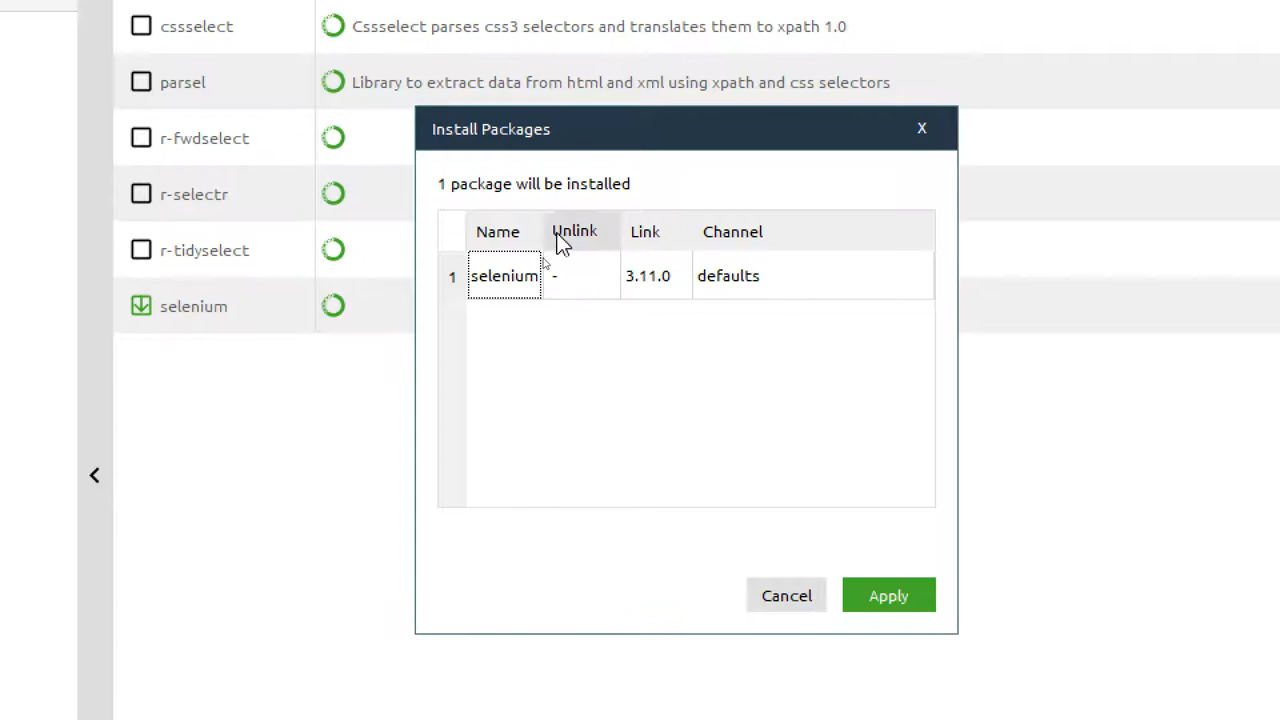 cssselect
Cssselect parses css3 selectors and translates them to xpath 1.0
parsel
Library to extract data from html and xml using xpath and css selectors
r-fwdselect
r-selectr
r-tidyselect
selenium
Install Packages
X
1 package will be installed
Name Unlink Link Channel
1 selenium - 3.11.0 defaults
Cancel Apply